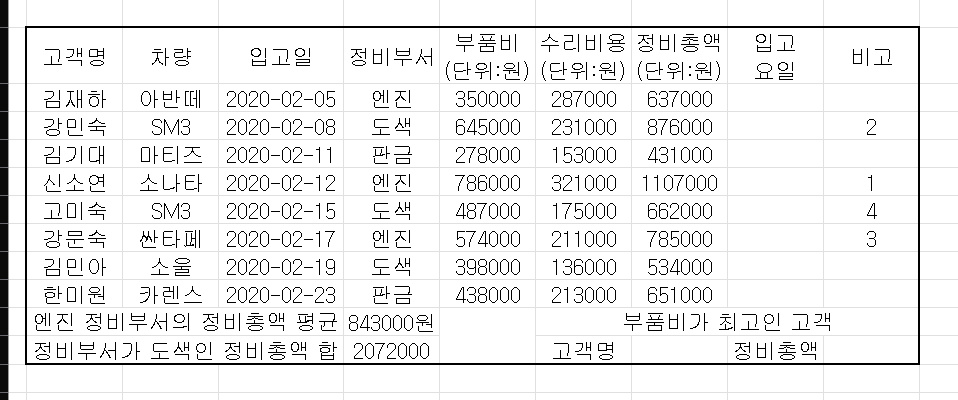 고객명 차량 입고일 정비부서 부품비 (단위:원) 수리비용 (단위:원) 정비총액 (단위:원) 입고 요일 비고
김재하 아반떼 2020-02-05 엔진 350000 287000 637000
강민숙 SM3 2020-02-08 도색 645000 231000 876000 2
김기대 마티즈 2020-02-11 판금 278000 153000 431000
신소연 소나타 2020-02-12 엔진 786000 321000 1107000 1
고미숙 SM3 2020-02-15 도색 487000 175000 662000 4
강문숙 싼타페 2020-02-17 엔진 574000 211000 785000 3
김민아 소울 2020-02-19 도색 398000 136000 534000
한미원 카렌스 2020-02-23 판금 438000 213000 651000
엔진 정비부서의 정비총액 평균 843000원 부품비가 최고인 고객
정비부서가 도색인 정비총액 합 2072000 고객명 정비총액